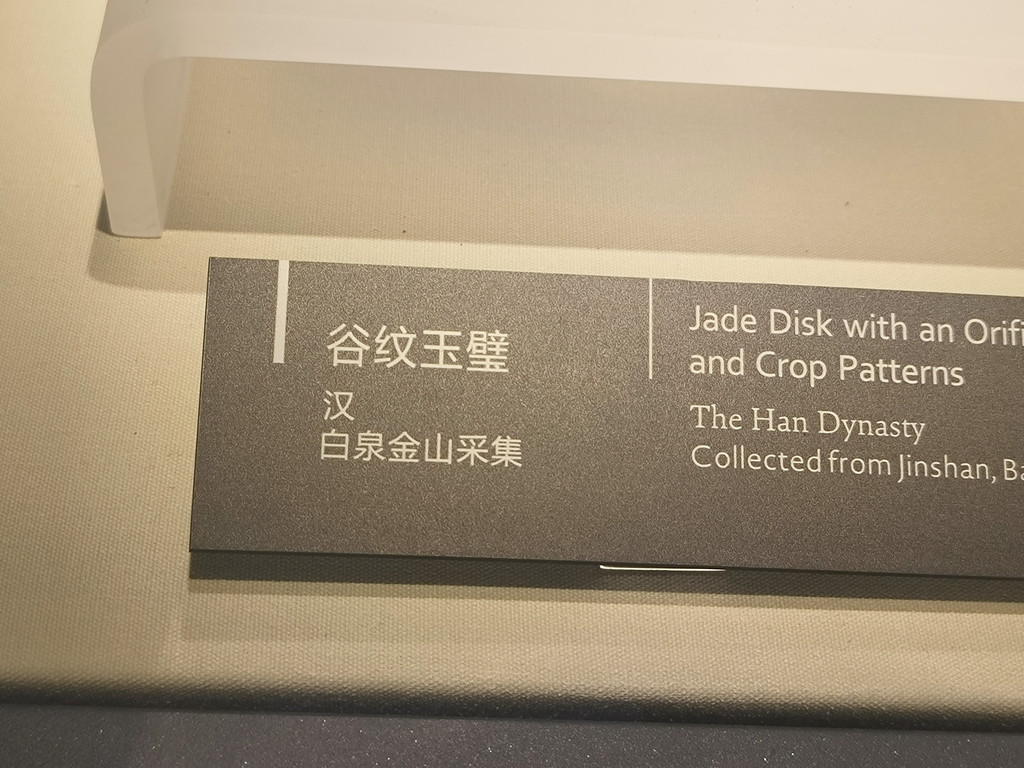 谷纹玉璧
汉
白泉金山采集
Jade Disk with an
and Crop Patterns
The Han Dynasty
Collected from Jinshan,